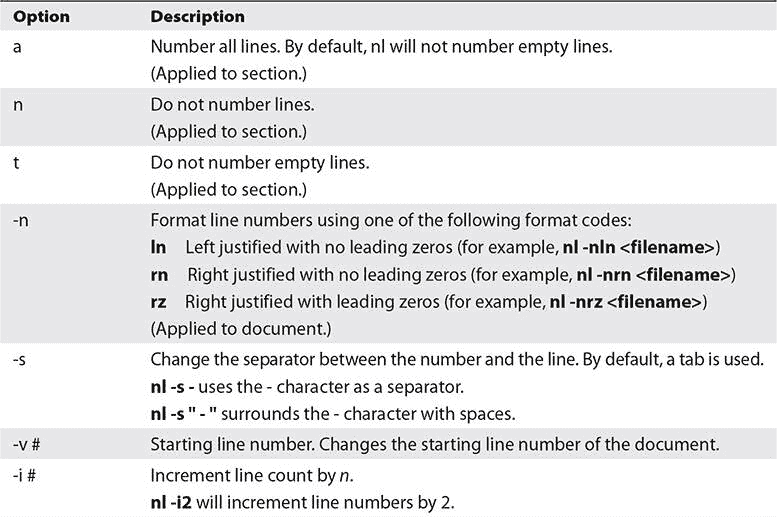 Option Description
a Number all lines. By default, nl will not number empty lines.
(Applied to section.)
n Do not number lines.
(Applied to section.)
t Do not number empty lines.
(Applied to section.)
-n Format line numbers using one of the following format codes:
ln Left justified with no leading zeros (for example, nl -nln <filename>)
rn Right justified with no leading zeros (for example, nl -nrn <filename>)
rz Right justified with leading zeros (for example, nl -nrz <filename>)
(Applied to document.)
-s Change the separator between the number and the line. By default, a tab is used.
nl -s - uses the - character as a separator.
nl -s " - " surrounds the - character with spaces.
-v # Starting line number. Changes the starting line number of the document.
-i # Increment line count by n.
nl -i2 will increment line numbers by 2.